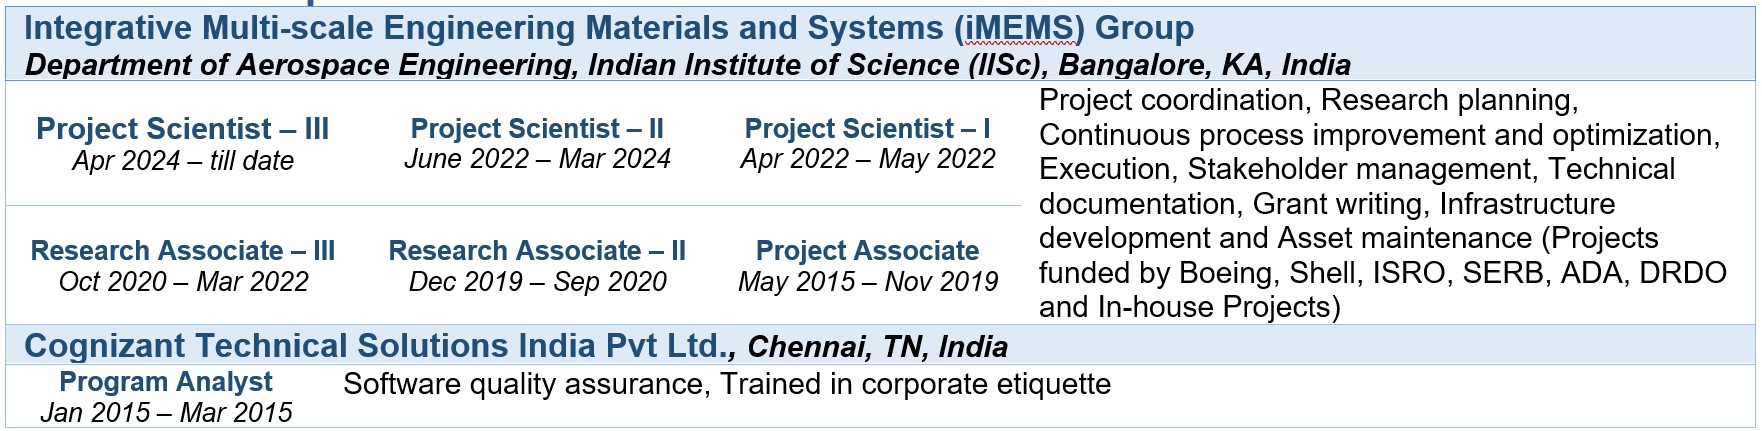 Integrative Multi-scale Engineering Materials and Systems (iMEMS) Group
Department of Aerospace Engineering, Indian Institute of Science (IISc), Bangalore, KA, India
Project Scientist – III
Apr 2024 – till date
Project Scientist – II
June 2022 – Mar 2024
Project Scientist – I
Apr 2022 – May 2022
Research Associate – III
Oct 2020 – Mar 2022
Research Associate – II
Dec 2019 – Sep 2020
Project Associate
May 2015 – Nov 2019
Project coordination, Research planning,
Continuous process improvement and optimization,
Execution, Stakeholder management, Technical
documentation, Grant writing, Infrastructure
development and Asset maintenance (Projects
funded by Boeing, Shell, ISRO, SERB, ADA, DRDO
and In-house Projects)
Cognizant Technical Solutions India Pvt Ltd., Chennai, TN, India
Program Analyst
Jan 2015 – Mar 2015
Software quality assurance, Trained in corporate etiquette